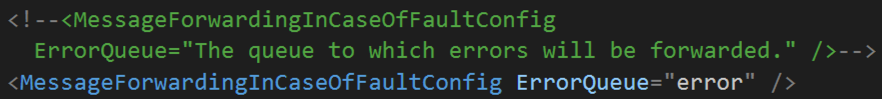 <!--<MessageForwardingInCaseOfFaultConfig
ErrorQueue="The queue to which errors will be forwarded." />-->
<MessageForwardingInCaseOfFaultConfig ErrorQueue="error" />